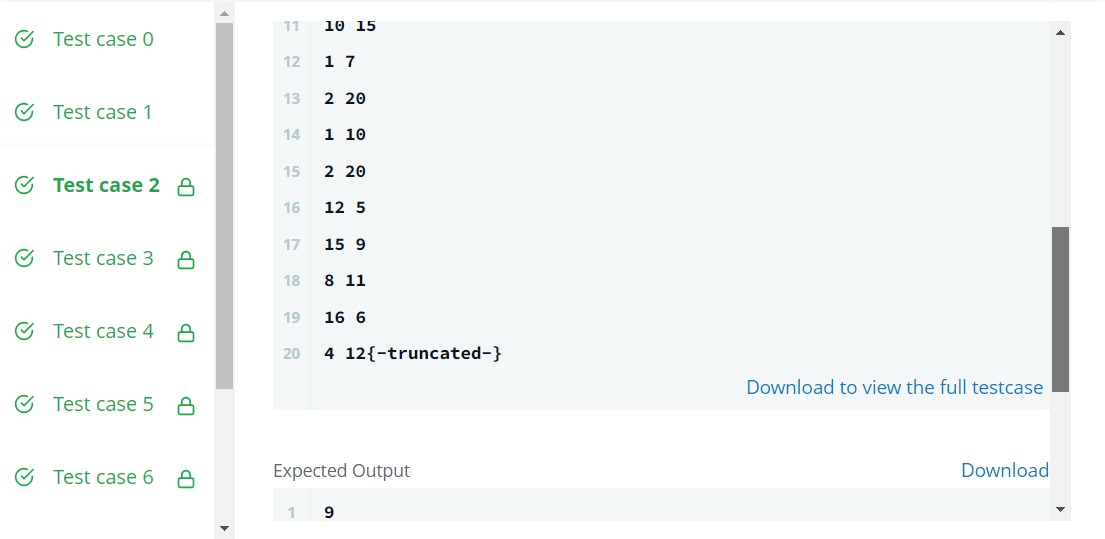 Test case 0
Test case 1
Test case 2
Test case 3
Test case 4
Test case 5
Test case 6
11 10 15
12 1 7
13 2 20
14 1 10
15 2 20
16 12 5
17 15 9
18 8 11
19 16 6
20 4 12{-truncated-}
Download to view the full testcase
Expected Output Download
1 9